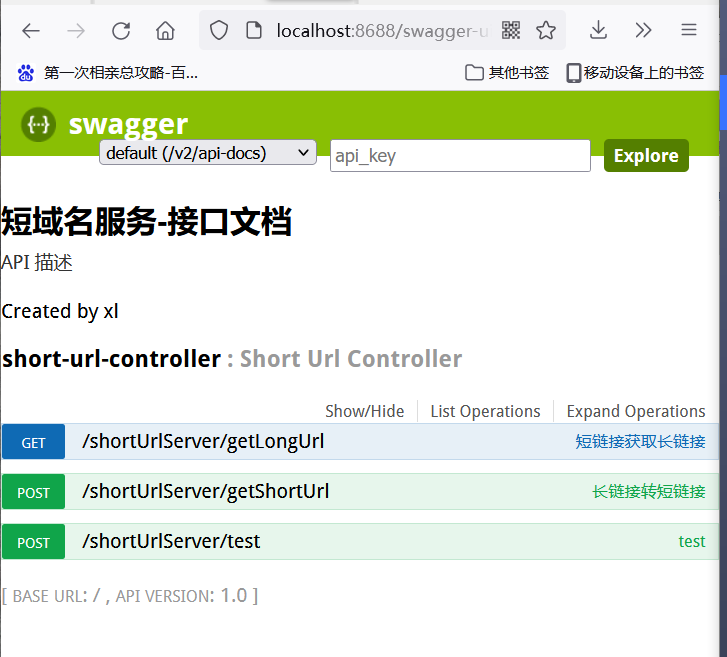 localhost:8688/swagger-u
第一次相亲总攻略-百...
其他书签
移动设备上的书签
{···} swagger
default (/v2/api-docs)
api_key
Explore
短域名服务-接口文档
API 描述
Created by xl
short-url-controller : Short Url Controller
Show/Hide
List Operations
Expand Operations
GET /shortUrlServer/getLongUrl 短链接获取长链接
POST /shortUrlServer/getShortUrl 长链接转短链接
POST /shortUrlServer/test test
[ BASE URL: / , API VERSION: 1.0 ]